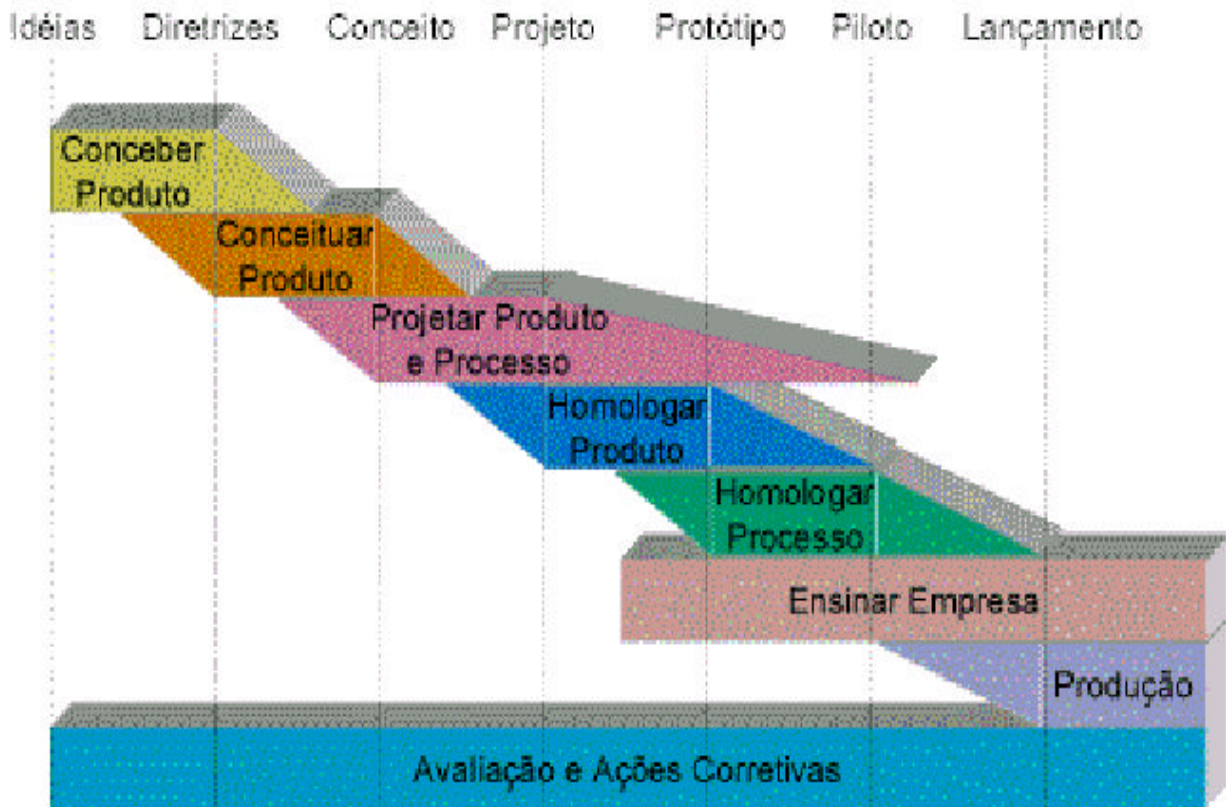 Idéias Diretrizes Conceito Projeto Protótipo Piloto Lançamento
Conceber
Produto
Conceituar
Produto
Projetar Produto
e Processo
Homologar
Produto
Homologar
Processo
Ensinar Empresa
Produção
Avaliação e Ações Corretivas